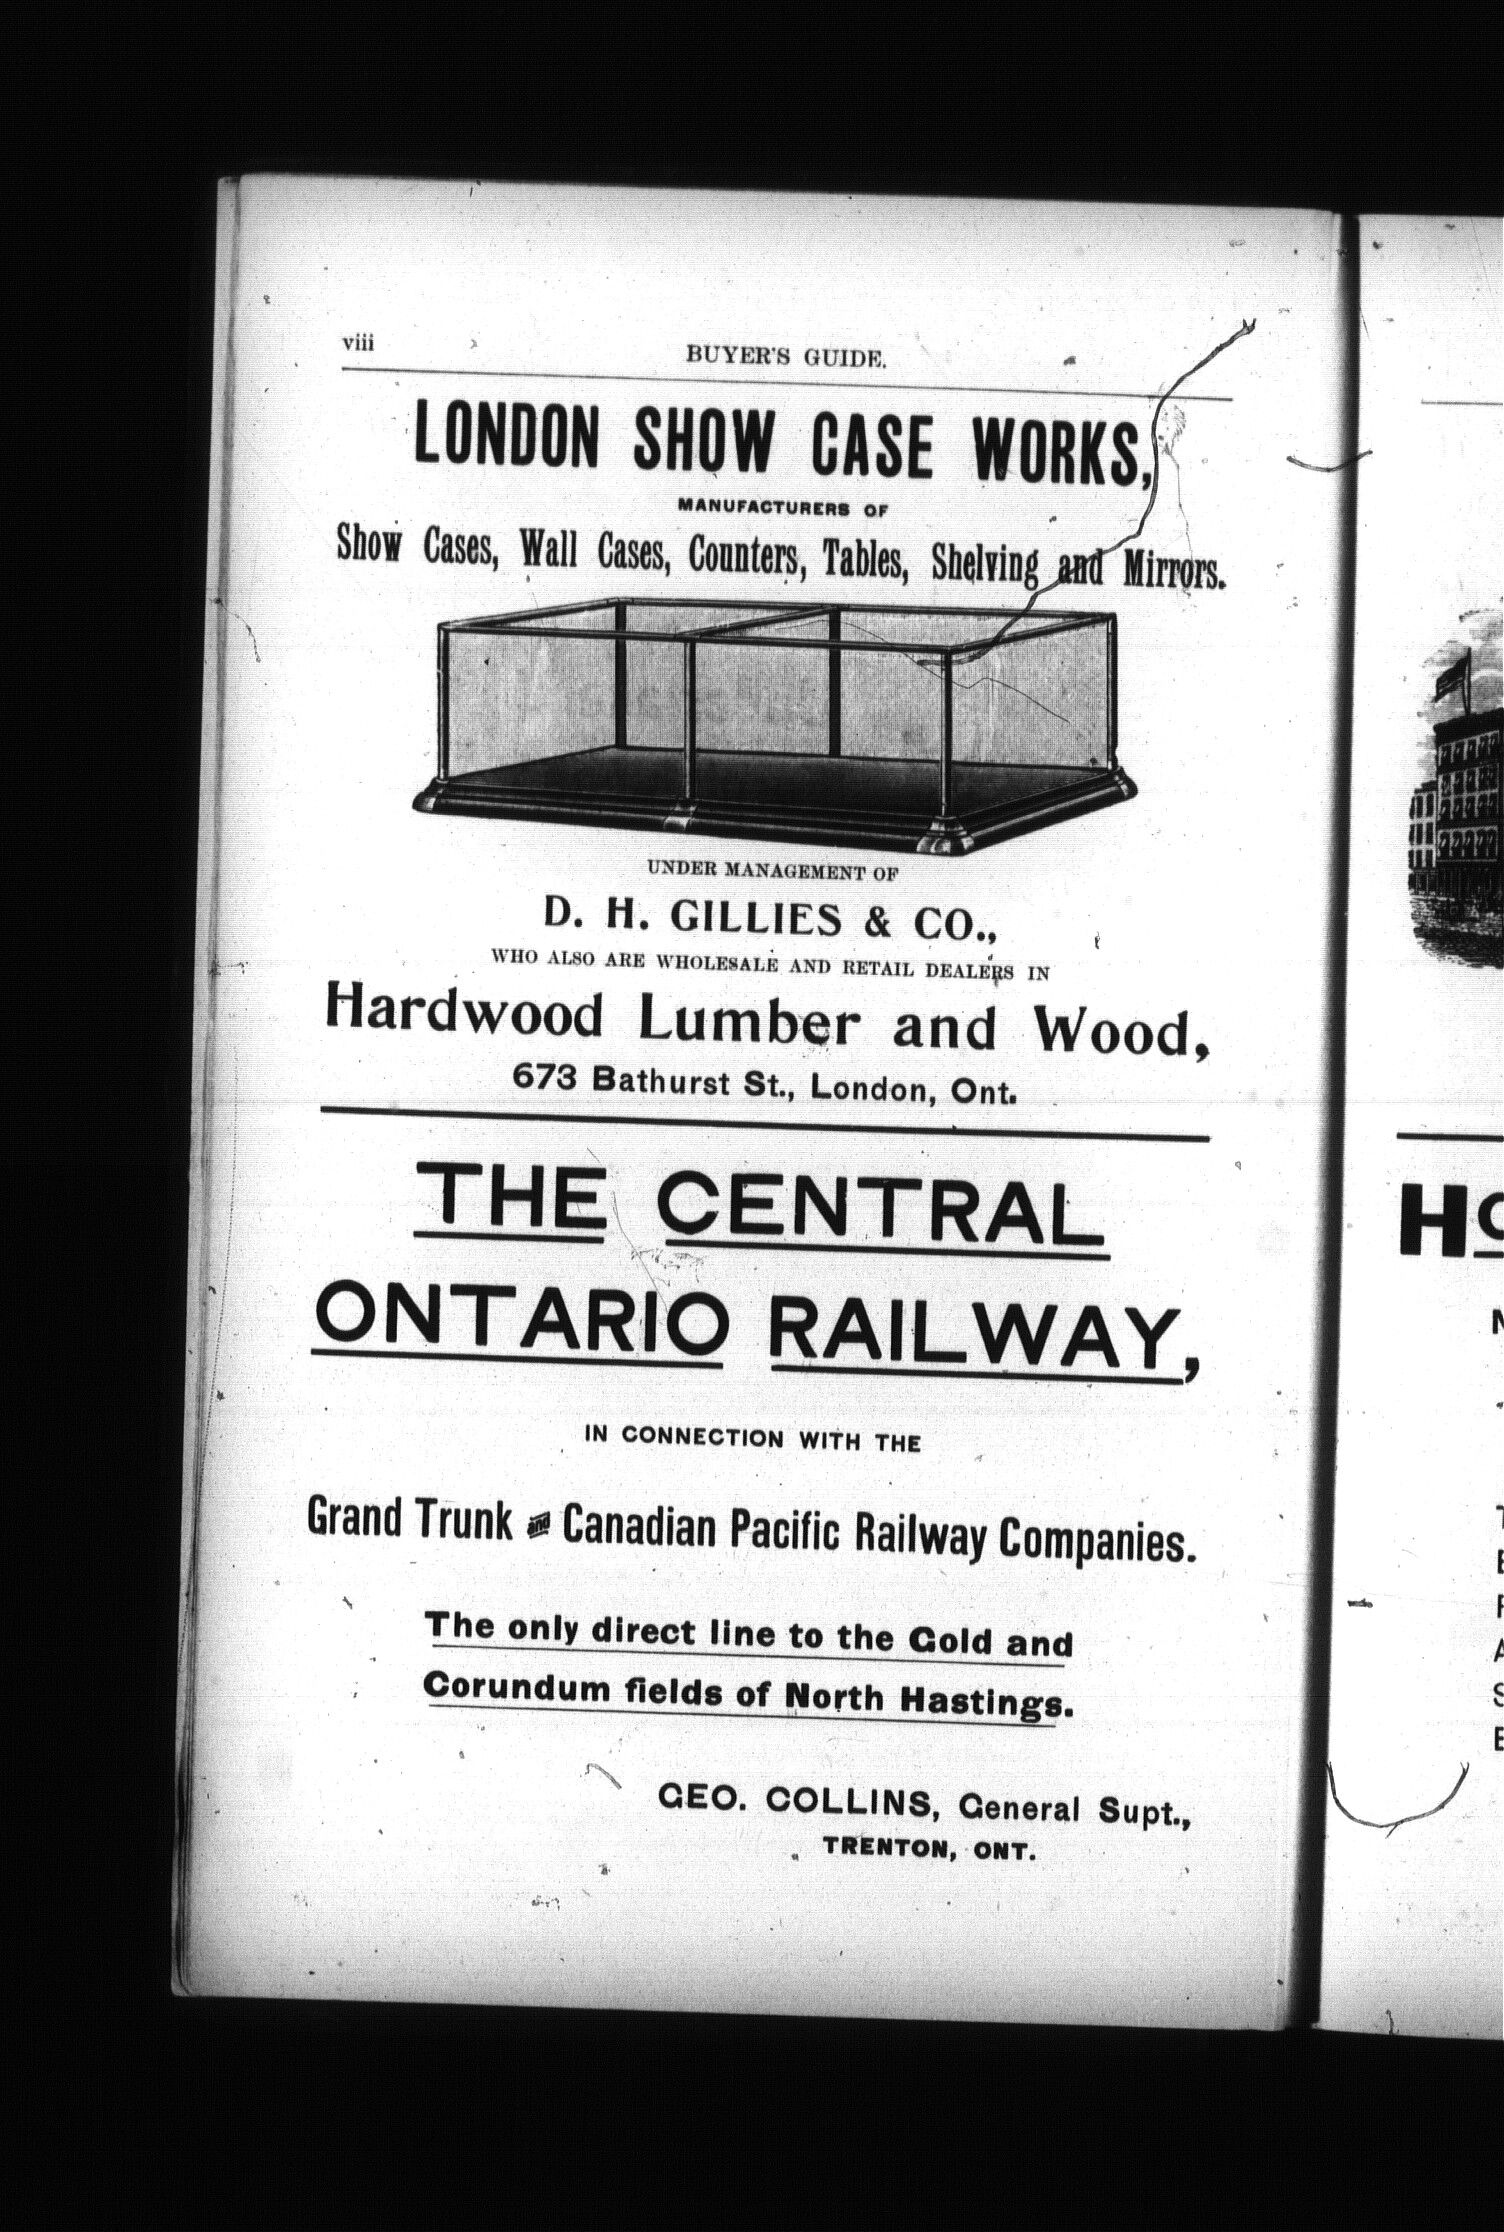 viii
BUYER'S GUIDE.
LONDON SHOW CASE WORKS,
MANUFACTURERS OF
Show Cases, Wall Cases, Counters, Tables, Shelving and Mirrors.
UNDER MANAGEMENT OF
D. H. GILLIES & CO.,
WHO ALSO ARE WHOLESALE AND RETAIL DEALERS IN
Hardwood Lumber and Wood,
673 Bathurst St., London, Ont.
THE CENTRAL
ONTARIO RAILWAY,
IN CONNECTION WITH THE
Grand Trunk and Canadian Pacific Railway Companies.
The only direct line to the Gold and
Corundum fields of North Hastings.
GEO. COLLINS, General Supt.,
TRENTON, ONT.